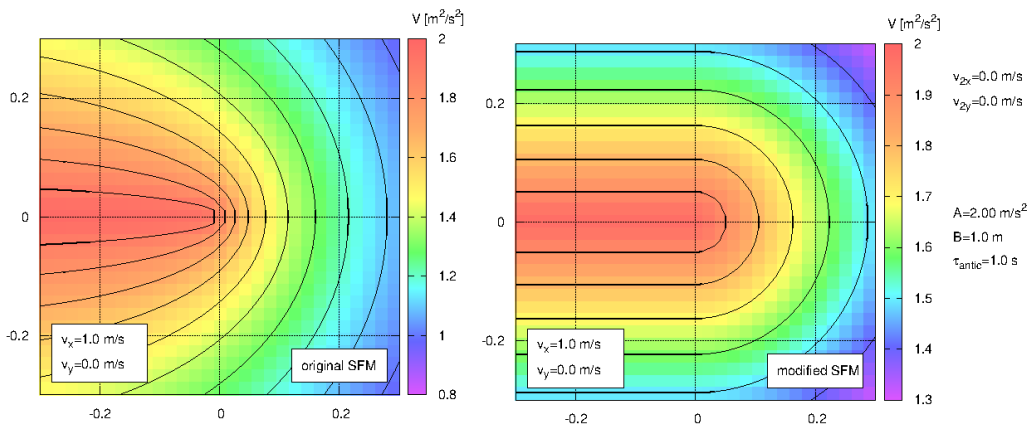 V [m²/s²]
2
1.8
1.6
1.4
1.2
1
0.8
0.2
0
-0.2
-0.2
0
0.2
vₓ=1.0 m/s
v_y=0.0 m/s
original SFM
V [m²/s²]
2
1.9
1.8
1.7
1.6
1.5
1.4
1.3
0.2
0
-0.2
-0.2
0
0.2
vₓ=1.0 m/s
v_y=0.0 m/s
modified SFM
v₂ₓ=0.0 m/s
v_2y=0.0 m/s
A=2.00 m/s²
B=1.0 m
τ_antic=1.0 s